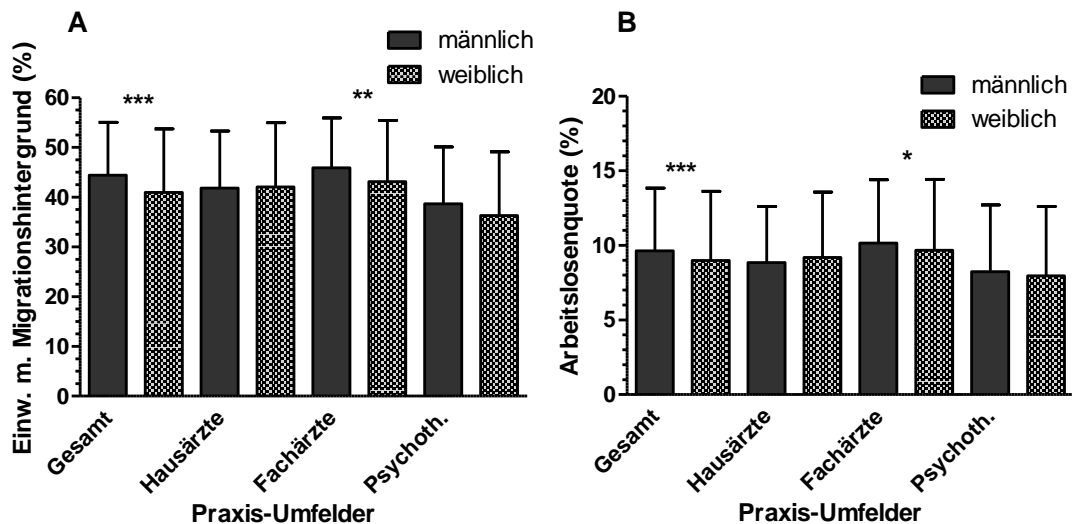 A
männlich
weiblich
Einw. m. Migrationshintergrund (%)
60
50
40
30
20
10
0
***
**
Gesamt
Hausärzte
Fachärzte
Psychoth.
Praxis-Umfelder
B
männlich
weiblich
Arbeitslosenquote (%)
20
15
10
5
0
***
*
Gesamt
Hausärzte
Fachärzte
Psychoth.
Praxis-Umfelder